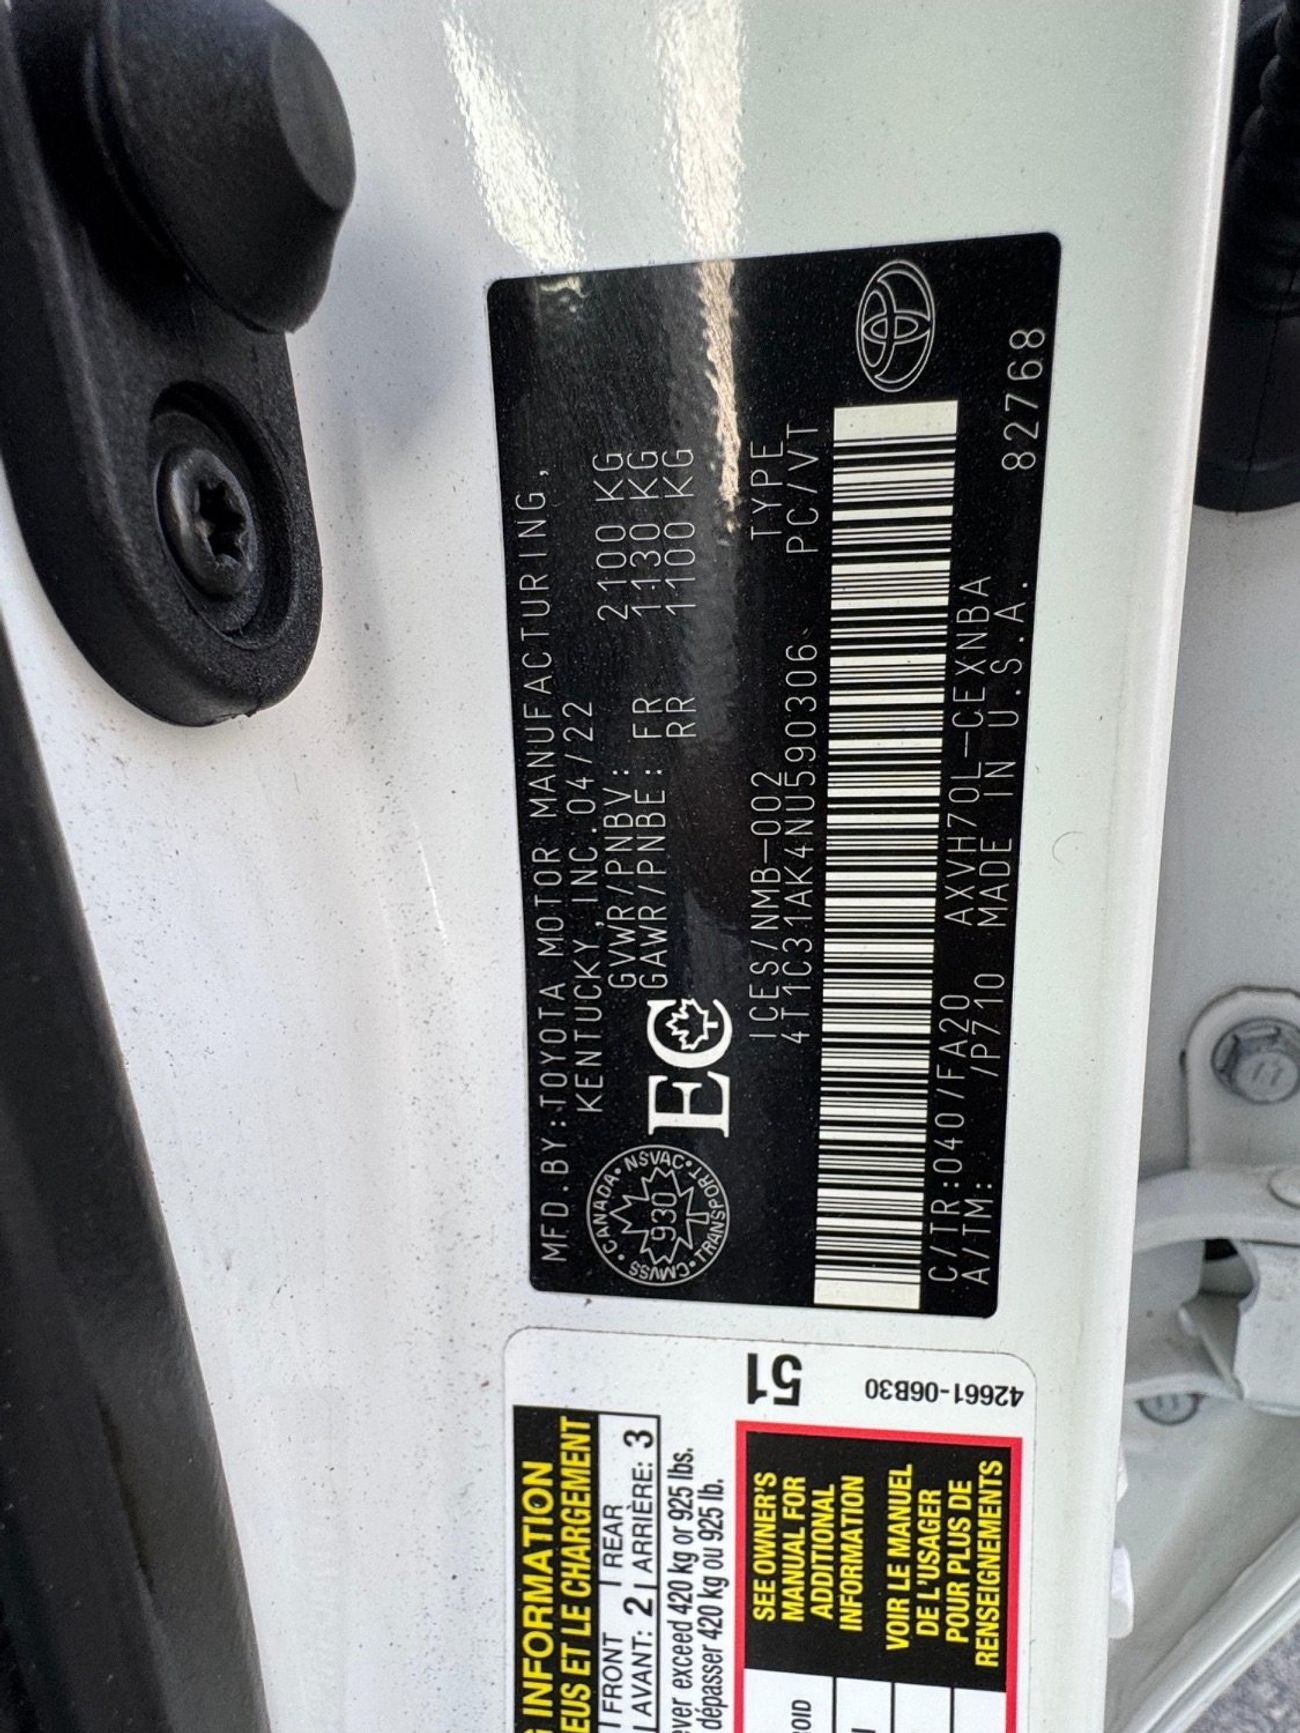 MFD.BY:TOYOTA MOTOR MANUFACTURING,
KENTUCKY, INC.04/22
GVWR/PNBV: 2100 KG
GAWR/PNBE: FR 1130 KG
RR 1100 KG
CANADA • NSVAC • TRANSPORT • CMVSS
930
EC
ICES/NMB-002 TYPE
4T1C31AK4NU590306 PC/VT
C/TR:040/FA20 AXVH70L-CEXNBA
A/TM: /P710 MADE IN U.S.A. 82768
INFORMATION
ET LE CHARGEMENT
FRONT REAR
AVANT: 2 ARRIÈRE: 3
exceed 420 kg or 925 lbs.
dépasser 420 kg ou 925 lb.
51
42661-06B30
SEE OWNER'S
MANUAL FOR
ADDITIONAL
INFORMATION
VOIR LE MANUEL
DE L'USAGER
POUR PLUS DE
RENSEIGNEMENTS